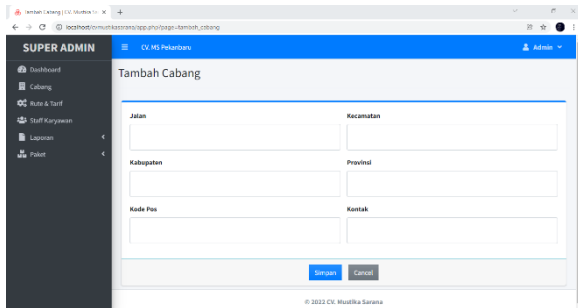 Tambah Cabang | CV. Mustika S
localhost/cvmustikasarana/app.php?page=tambah_cabang
SUPER ADMIN
CV. MS Pekanbaru
Admin
Dashboard
Cabang
Rute & Tarif
Staff Karyawan
Laporan
Paket
Tambah Cabang
Jalan
Kecamatan
Kabupaten
Provinsi
Kode Pos
Kontak
Simpan
Cancel
© 2022 CV. Mustika Sarana